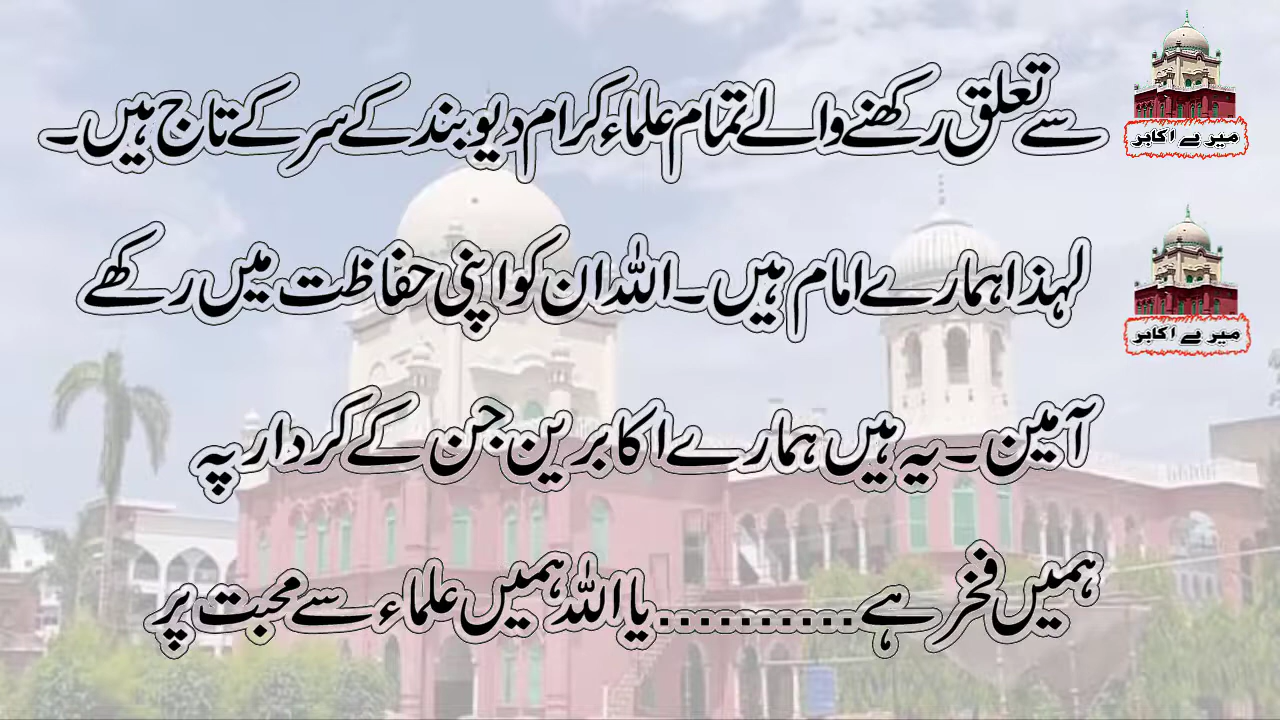 سے تعلق رکھنے والے تمام علماء کرام دیوبند کے سر کے تاج ہیں۔
لہذا ہمارے امام ہیں۔ اللہ ان کو اپنی حفاظت میں رکھے
آمین۔ یہ ہیں ہمارے اکابرین جن کے کردار پہ
ہمیں فخر ہے .......... یا اللہ ہمیں علماء سے محبت پر
میرے اکابر
میرے اکابر